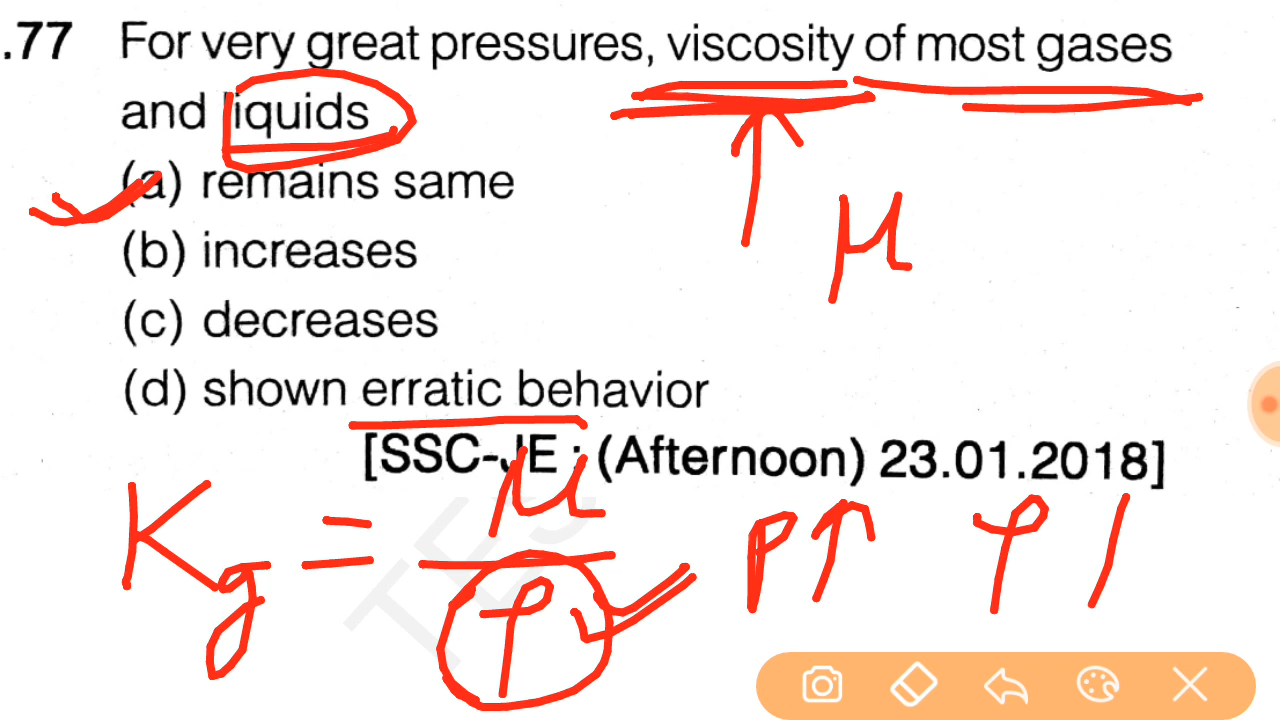 .77 For very great pressures, viscosity of most gases
and liquids
(a) remains same
(b) increases
(c) decreases
(d) shown erratic behavior
[SSC-JE : (Afternoon) 23.01.2018]
μ
Kg = μ/ρ P↑ ρ